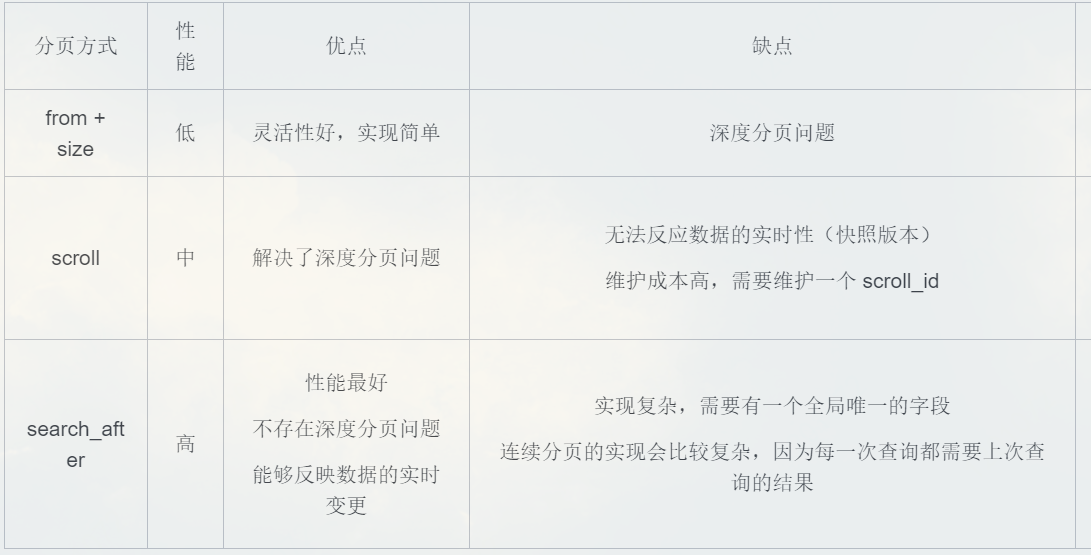 分页方式
性
能
优点
缺点
from +
size
低
灵活性好，实现简单
深度分页问题
scroll
中
解决了深度分页问题
无法反应数据的实时性（快照版本）
维护成本高，需要维护一个 scroll_id
search_aft
er
高
性能最好
不存在深度分页问题
能够反映数据的实时
变更
实现复杂，需要有一个全局唯一的字段
连续分页的实现会比较复杂，因为每一次查询都需要上次查
询的结果